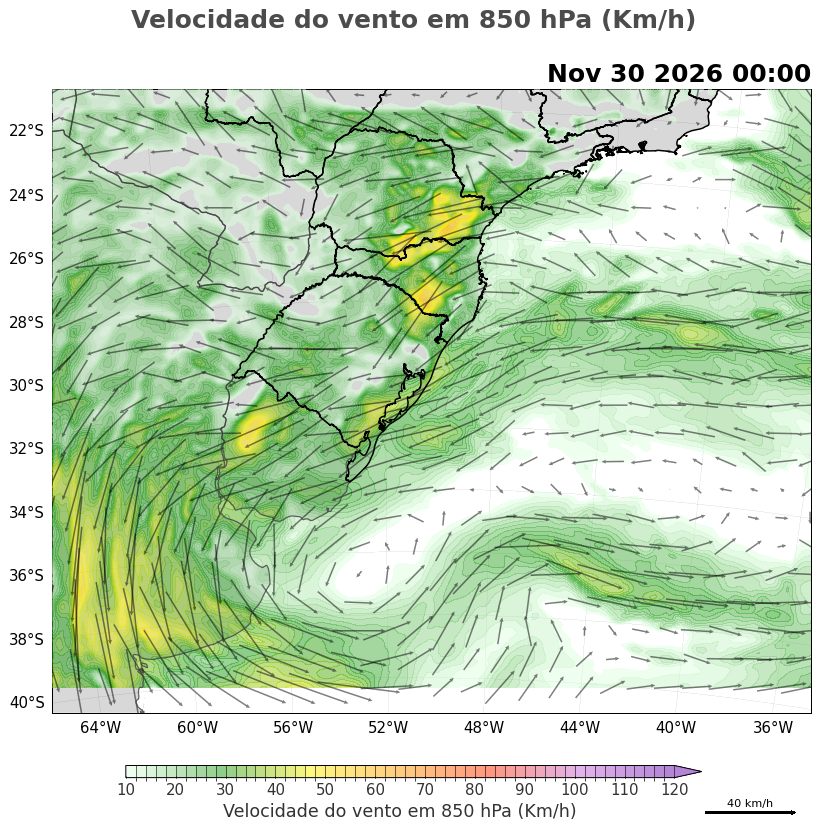 Velocidade do vento em 850 hPa (Km/h)
Nov 30 2026 00:00
22°S
24°S
26°S
28°S
30°S
32°S
34°S
36°S
38°S
40°S
64°W 60°W 56°W 52°W 48°W 44°W 40°W 36°W
10 20 30 40 50 60 70 80 90 100 110 120
Velocidade do vento em 850 hPa (Km/h)
40 km/h